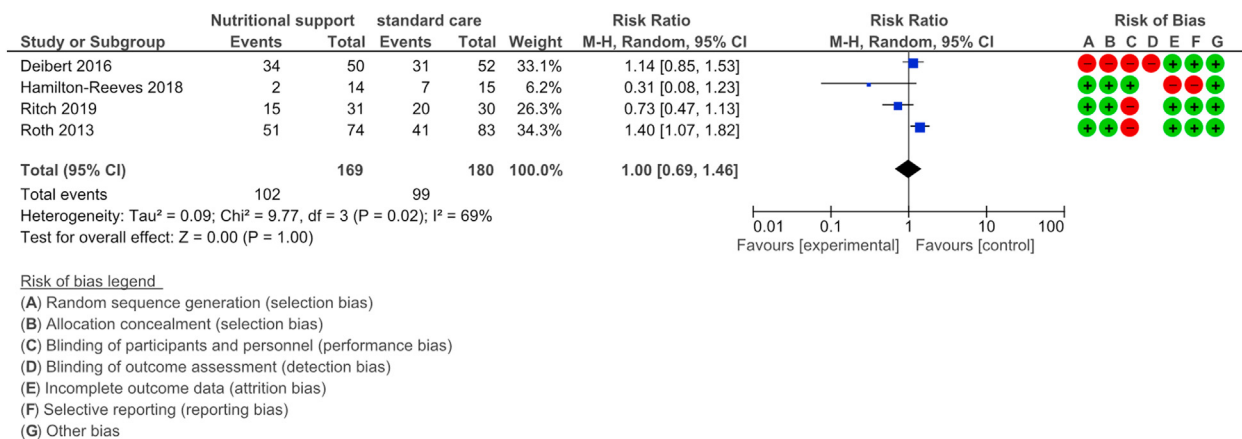 Nutritional support standard care Risk Ratio Risk Ratio Risk of Bias
Study or Subgroup Events Total Events Total Weight M-H, Random, 95% CI M-H, Random, 95% CI A B C D E F G
Deibert 2016 34 50 31 52 33.1% 1.14 [0.85, 1.53] - - - - + + +
Hamilton-Reeves 2018 2 14 7 15 6.2% 0.31 [0.08, 1.23] + + + - - +
Ritch 2019 15 31 20 30 26.3% 0.73 [0.47, 1.13] + + - + + +
Roth 2013 51 74 41 83 34.3% 1.40 [1.07, 1.82] + + - + + +
Total (95% CI) 169 180 100.0% 1.00 [0.69, 1.46]
Total events 102 99
Heterogeneity: Tau² = 0.09; Chi² = 9.77, df = 3 (P = 0.02); I² = 69%
Test for overall effect: Z = 0.00 (P = 1.00)
0.01 0.1 1 10 100
Favours [experimental] Favours [control]
Risk of bias legend
(A) Random sequence generation (selection bias)
(B) Allocation concealment (selection bias)
(C) Blinding of participants and personnel (performance bias)
(D) Blinding of outcome assessment (detection bias)
(E) Incomplete outcome data (attrition bias)
(F) Selective reporting (reporting bias)
(G) Other bias